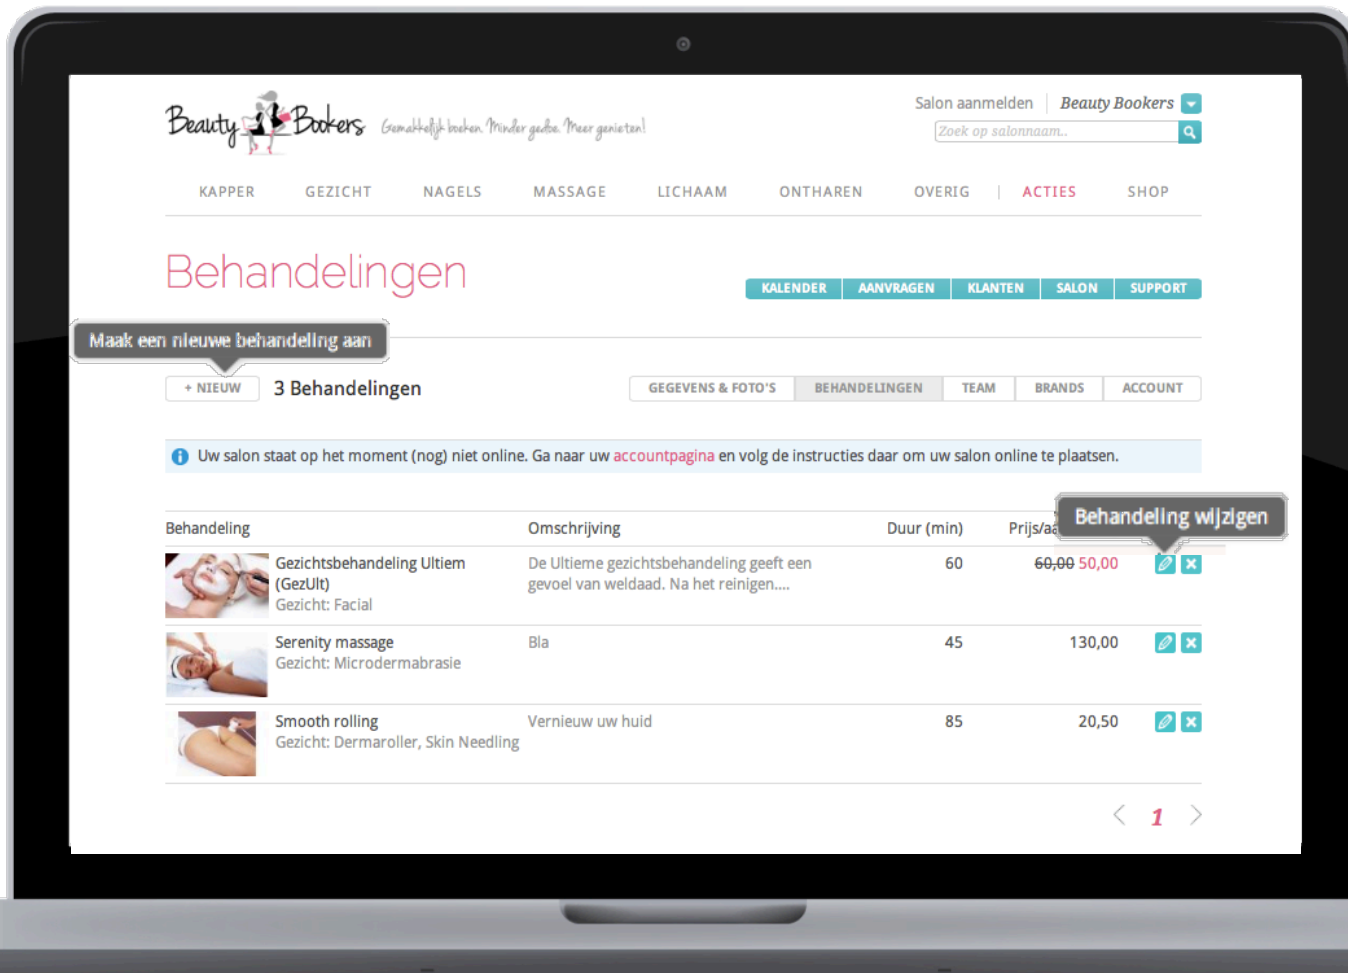 Salon aanmelden Beauty Bookers
Beauty Bookers Gemakkelijk boeken. Minder gedoe. Meer genieten!
Zoek op salonnaam..
KAPPER GEZICHT NAGELS MASSAGE LICHAAM ONTHAREN OVERIG | ACTIES SHOP
Behandelingen
KALENDER AANVRAGEN KLANTEN SALON SUPPORT
Maak een nieuwe behandeling aan
+ NIEUW 3 Behandelingen GEGEVENS & FOTO'S BEHANDELINGEN TEAM BRANDS ACCOUNT
Uw salon staat op het moment (nog) niet online. Ga naar uw accountpagina en volg de instructies daar om uw salon online te plaatsen.
Behandeling wijzigen
Behandeling Omschrijving Duur (min)
Gezichtsbehandeling Ultiem De Ultieme gezichtsbehandeling geeft een 60 60,00 50,00
(GezUlt) gevoel van weldaad. Na het reinigen....
Gezicht: Facial
Serenity massage Bla 45 130,00
Gezicht: Microdermabrasie
Smooth rolling Vernieuw uw huid 85 20,50
Gezicht: Dermaroller, Skin Needling
< 1 >